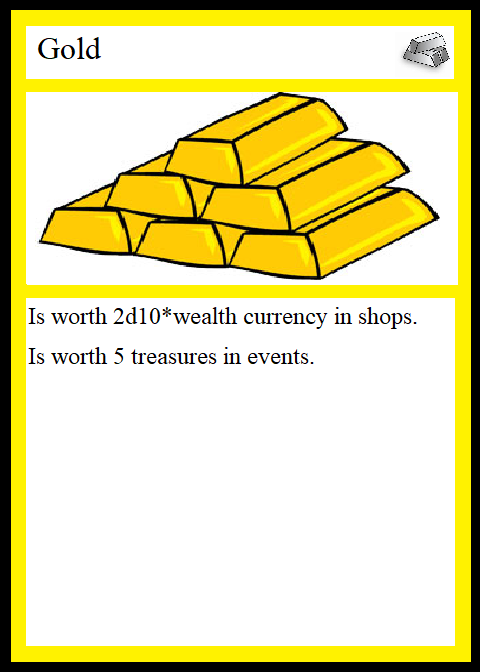 Gold
Is worth 2d10*wealth currency in shops.
Is worth 5 treasures in events.